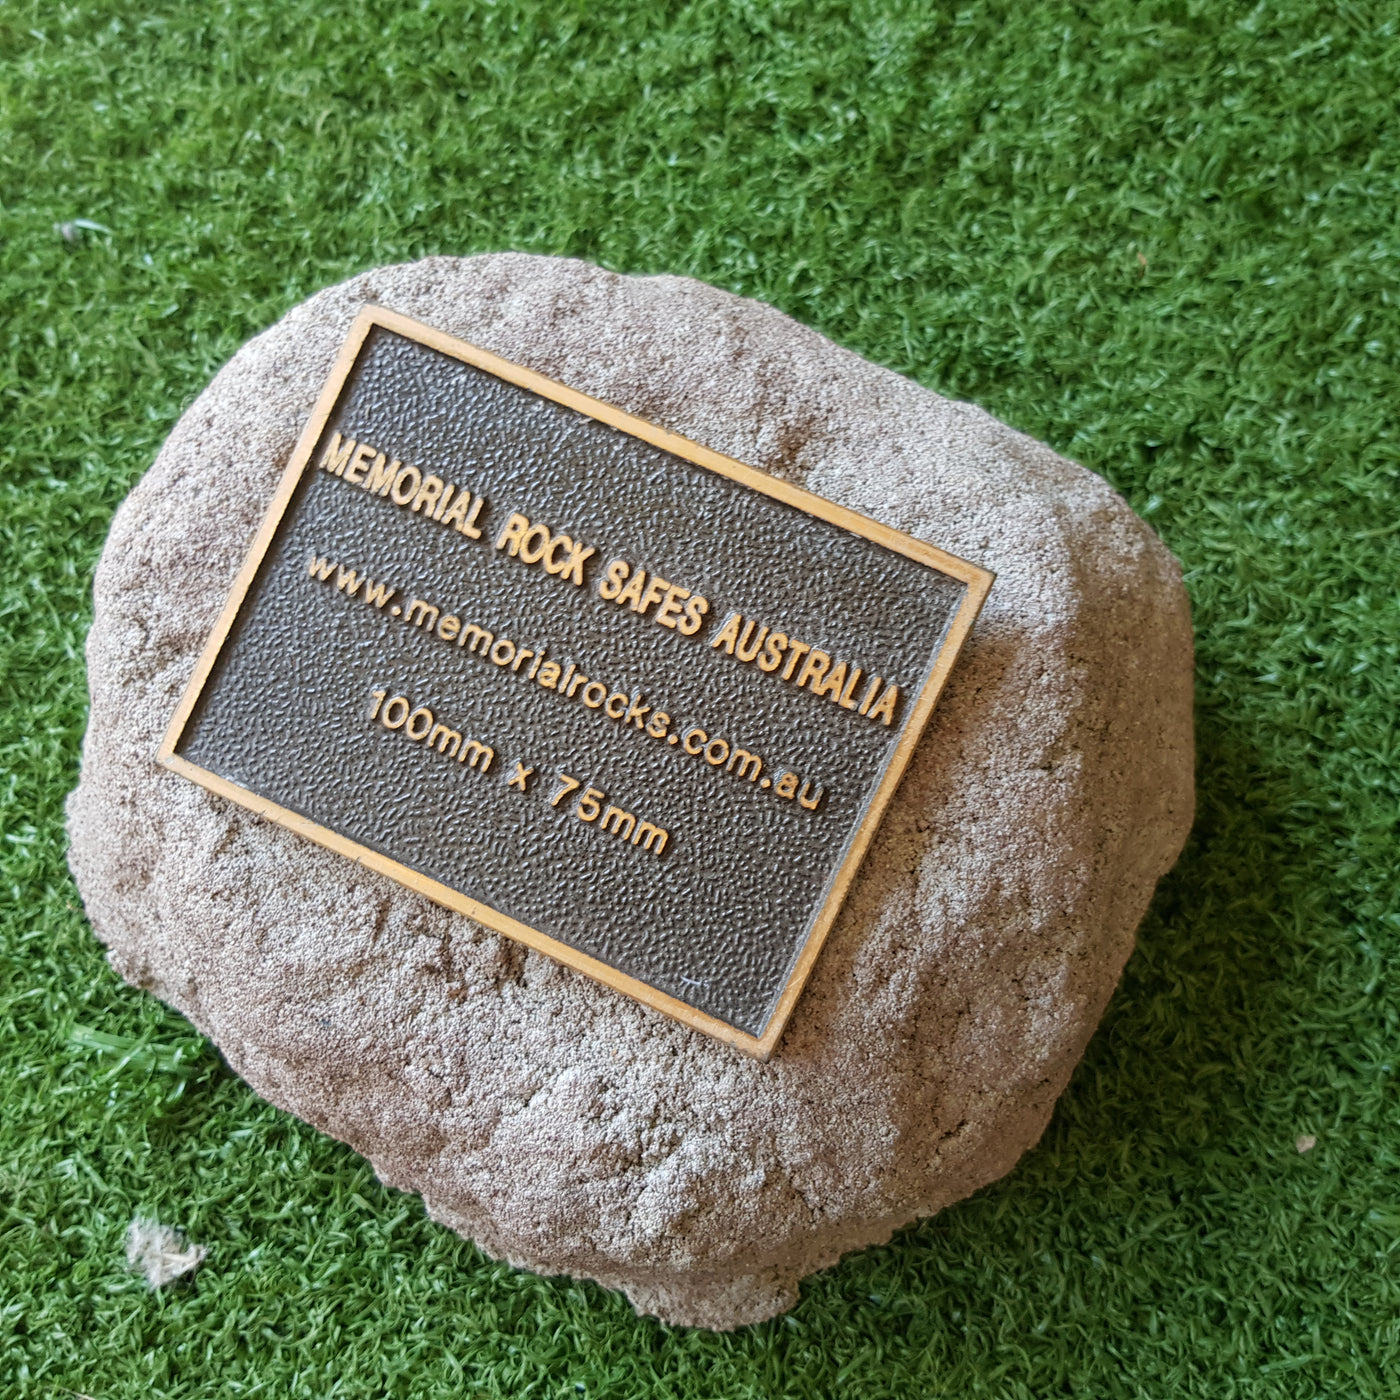 MEMORIAL ROCK SAFES AUSTRALIA
www.memorialrocks.com.au
100mm x 75mm